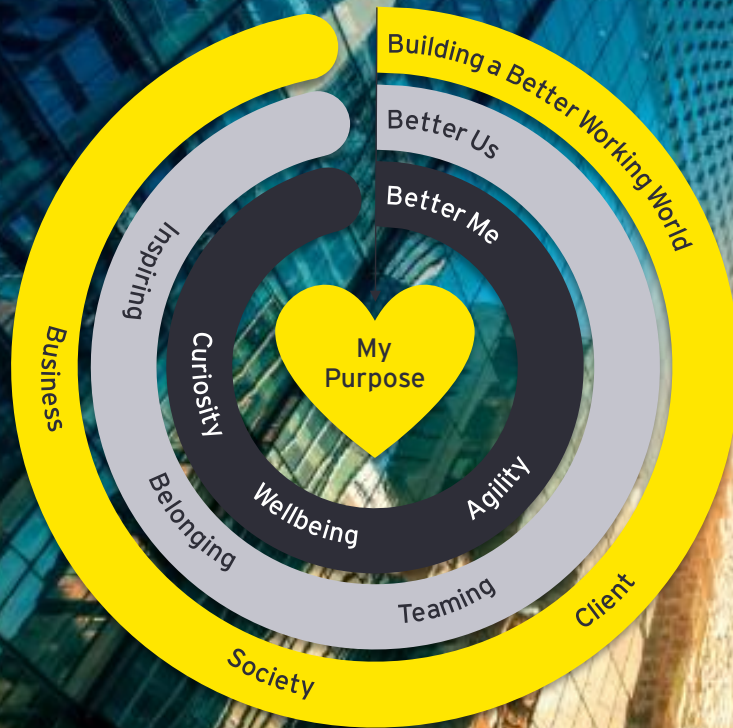 Building a Better Working World
Client
Society
Business
Better Us
Teaming
Belonging
Inspiring
Better Me
Agility
Wellbeing
Curiosity
My
Purpose